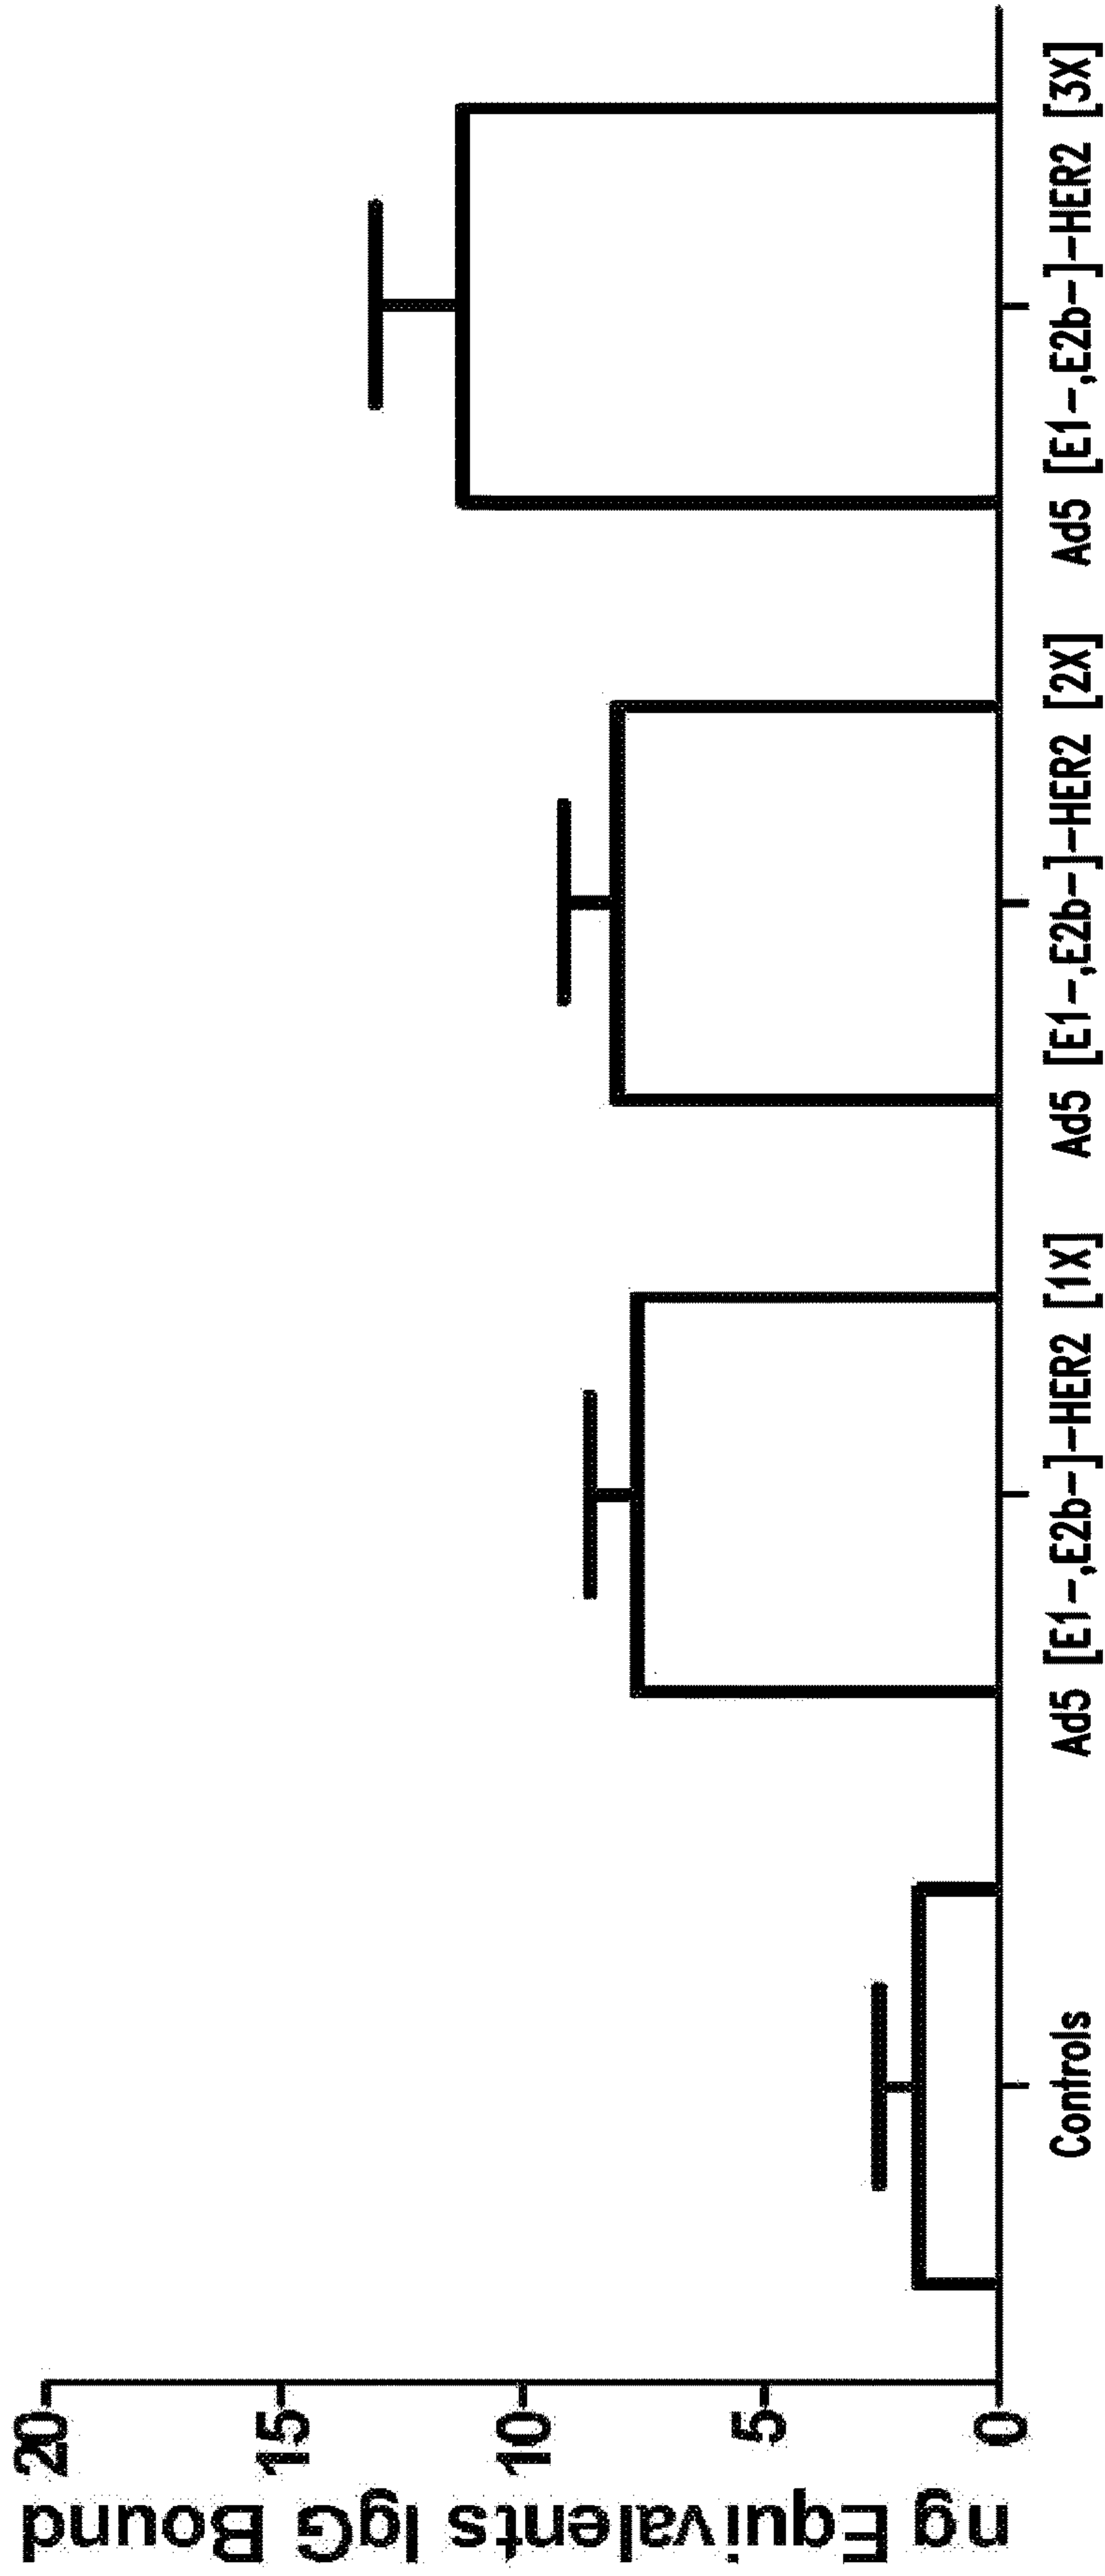 ng Equivalents IgG Bound
20
15
10
5
0
Controls
Ad5 [E1-,E2b-]-HER2 [1X]
Ad5 [E1-,E2b-]-HER2 [2X]
Ad5 [E1-,E2b-]-HER2 [3X]